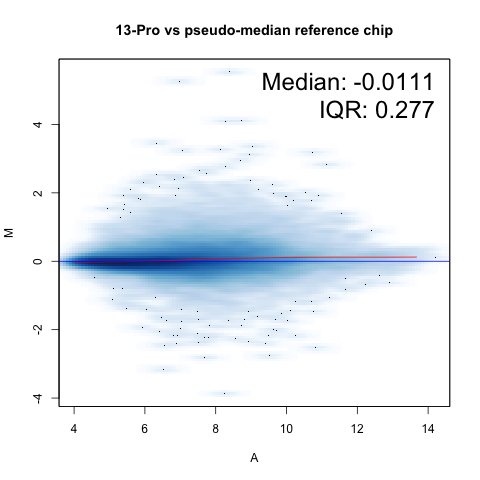 13-Pro vs pseudo-median reference chip
Median: -0.0111
IQR: 0.277
M
4
2
0
-2
-4
4 6 8 10 12 14
A